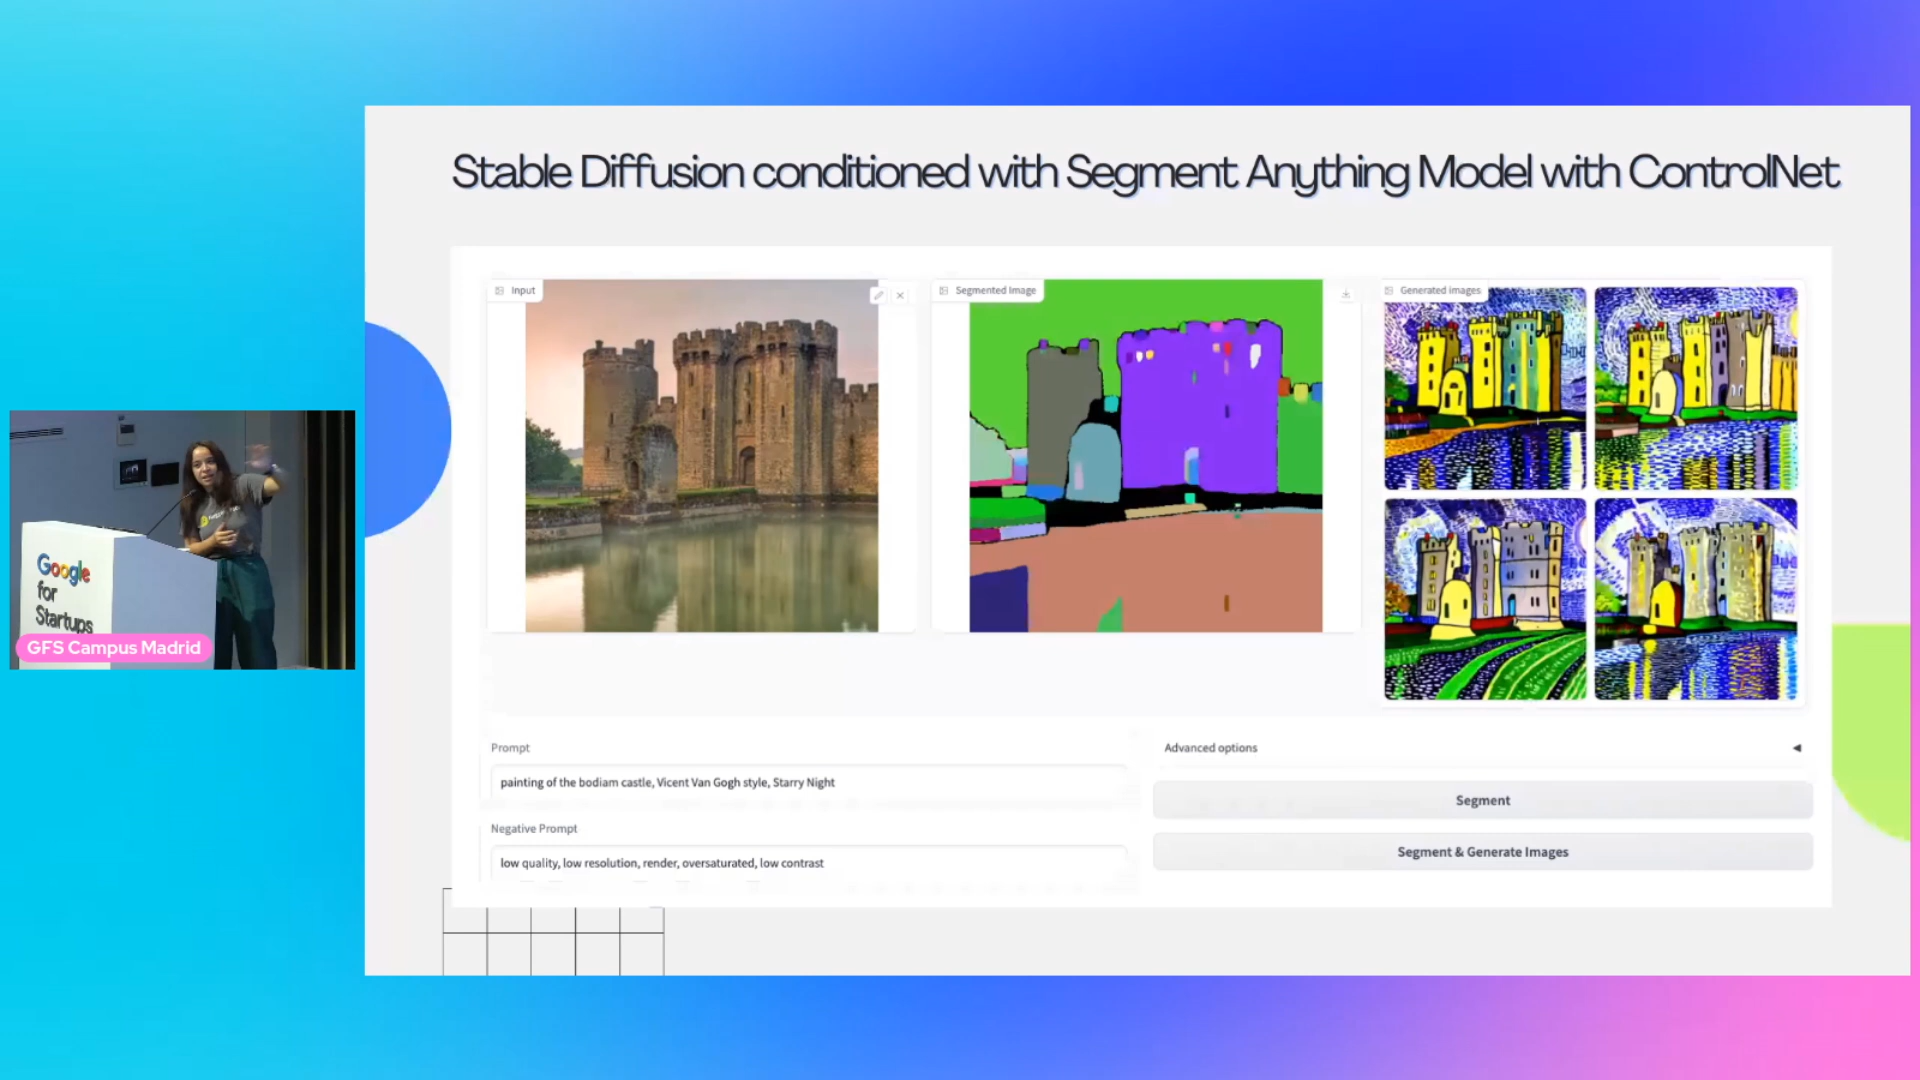 Stable Diffusion conditioned with Segment Anything Model with ControlNet
Input
Segmented Image
Generated images
Google
for
Startups
GFS Campus Madrid
Prompt
painting of the bodiam castle, Vicent Van Gogh style, Starry Night
Negative Prompt
low quality, low resolution, render, oversaturated, low contrast
Advanced options
Segment
Segment & Generate Images